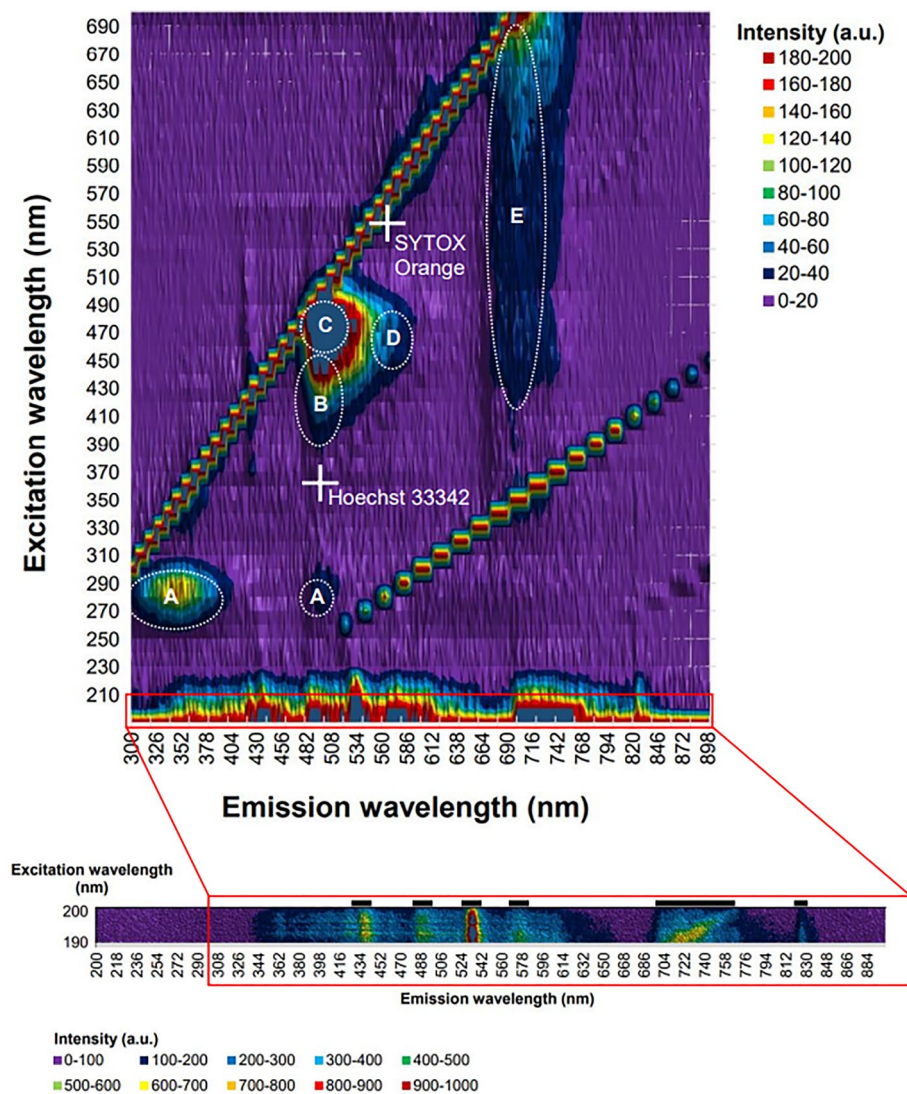 690
670
650
630
610
590
570
550
530
510
490
470
450
430
410
390
370
350
330
310
290
270
250
230
210
Excitation wavelength (nm)
E
SYTOX
Orange
C
D
B
Hoechst 33342
A
A
300 326 352 378 404 430 456 482 508 534 560 586 612 638 664 690 716 742 768 794 820 846 872 898
Emission wavelength (nm)
Intensity (a.u.)
180-200
160-180
140-160
120-140
100-120
80-100
60-80
40-60
20-40
0-20
Excitation wavelength
(nm)
200
190
200 218 236 254 272 290 308 326 344 362 380 398 416 434 452 470 488 506 524 542 560 578 596 614 632 650 668 686 704 722 740 758 776 794 812 830 848 866 884
Emission wavelength (nm)
Intensity (a.u.)
0-100 100-200 200-300 300-400 400-500
500-600 600-700 700-800 800-900 900-1000